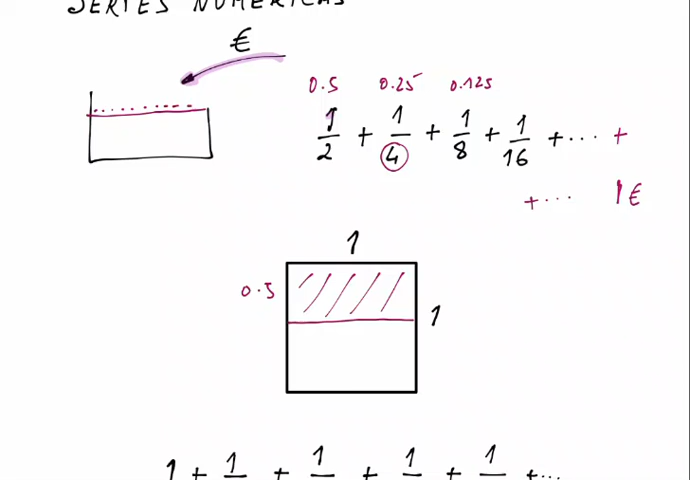 SERIES NUMERICAS
€
0.5 0.25 0.125
1/2 + 1/4 + 1/8 + 1/16 + ... +
+ ... 1€
1
0.5
1
1 + 1 + 1 + 1 + 1 + ...